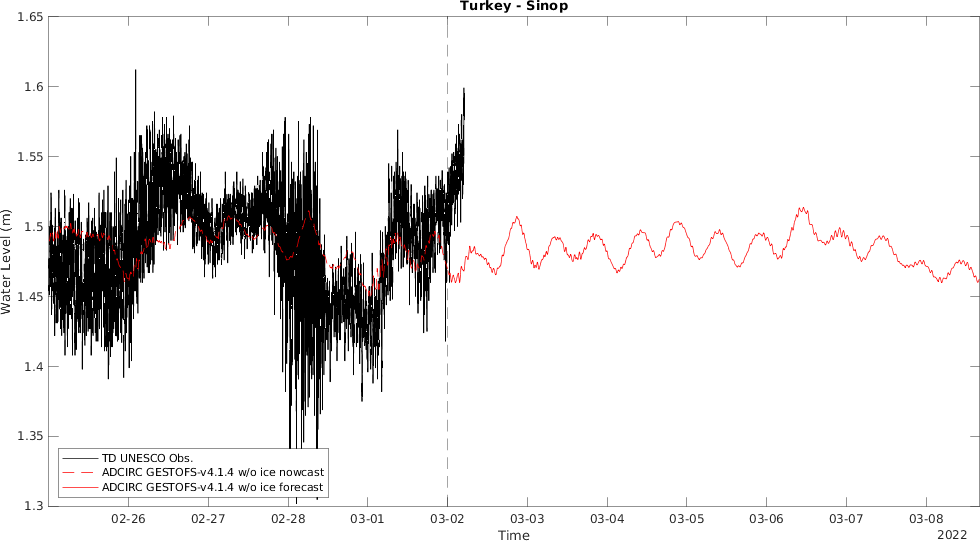 Turkey - Sinop
1.65
1.6
1.55
1.5
1.45
1.4
1.35
1.3
Water Level (m)
TD UNESCO Obs.
ADCIRC GESTOFS-v4.1.4 w/o ice nowcast
ADCIRC GESTOFS-v4.1.4 w/o ice forecast
02-26 02-27 02-28 03-01 03-02 03-03 03-04 03-05 03-06 03-07 03-08
Time
2022